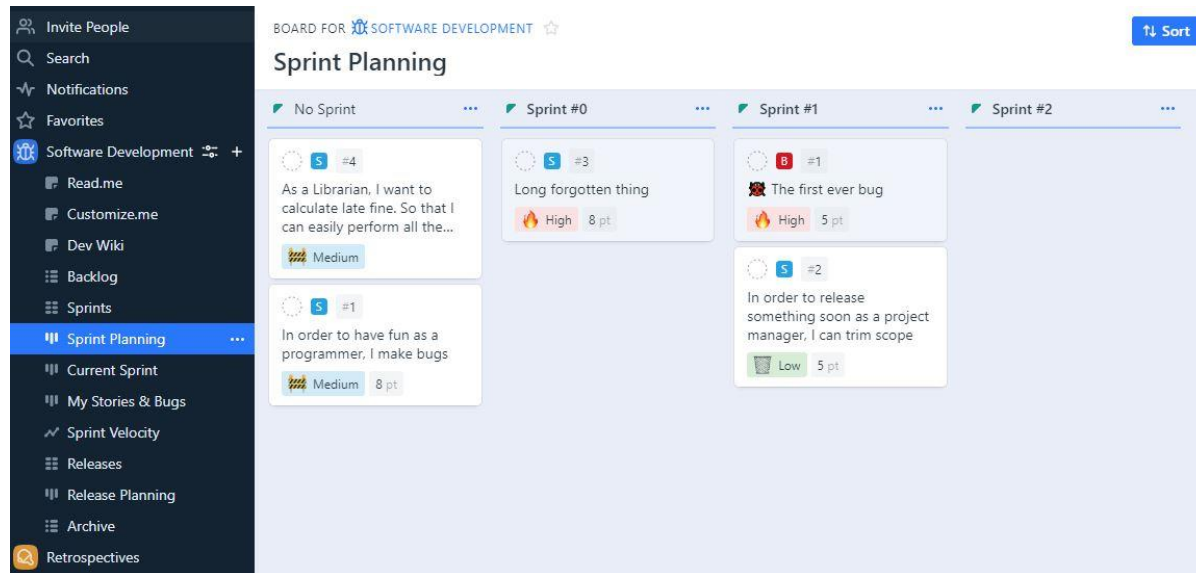 Invite People
Search
Notifications
Favorites
Software Development
Read.me
Customize.me
Dev Wiki
Backlog
Sprints
Sprint Planning
Current Sprint
My Stories & Bugs
Sprint Velocity
Releases
Release Planning
Archive
Retrospectives
BOARD FOR SOFTWARE DEVELOPMENT
Sort
Sprint Planning
No Sprint
S #4
As a Librarian, I want to
calculate late fine. So that I
can easily perform all the...
Medium
S #1
In order to have fun as a
programmer, I make bugs
Medium 8 pt
Sprint #0
S #3
Long forgotten thing
High 8 pt
Sprint #1
B #1
The first ever bug
High 5 pt
S #2
In order to release
something soon as a project
manager, I can trim scope
Low 5 pt
Sprint #2